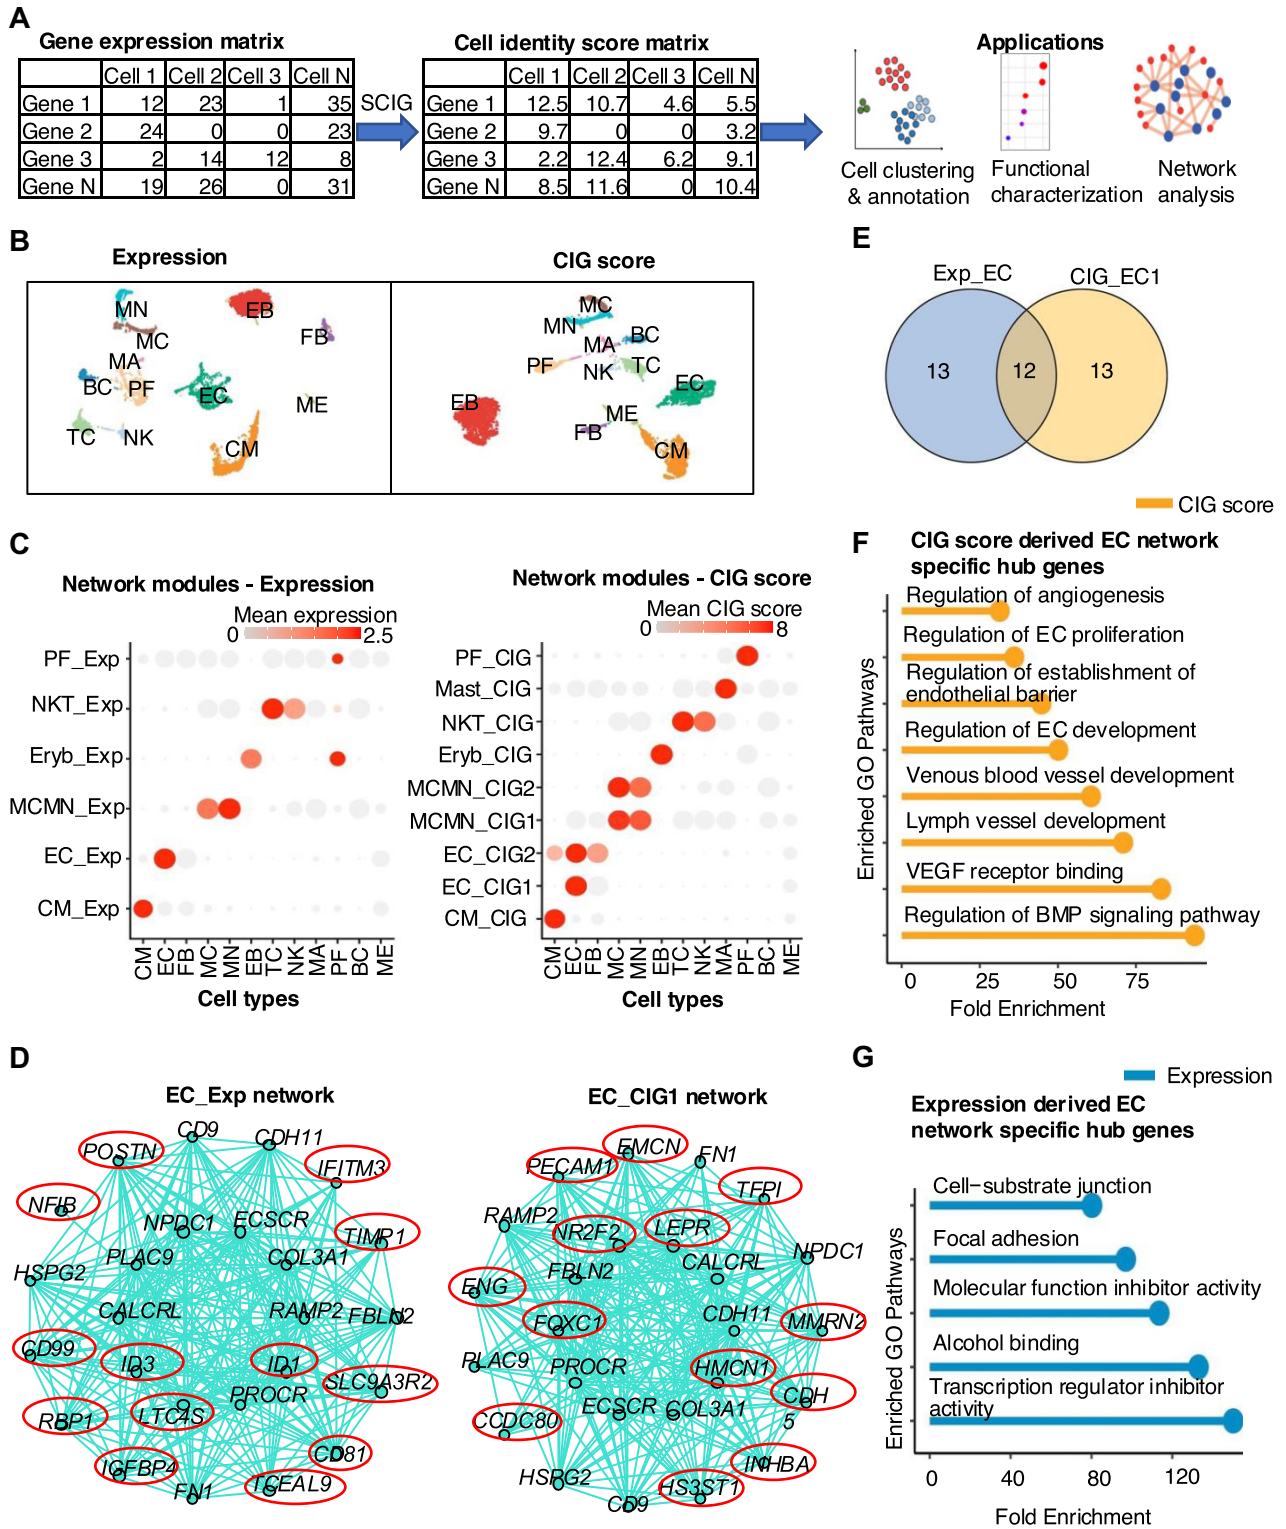 A
Gene expression matrix
Cell 1 Cell 2 Cell 3 Cell N
Gene 1 12 23 1 35
Gene 2 24 0 0 23
Gene 3 2 14 12 8
Gene N 19 26 0 31
SCIG
Cell identity score matrix
Cell 1 Cell 2 Cell 3 Cell N
Gene 1 12.5 10.7 4.6 5.5
Gene 2 9.7 0 0 3.2
Gene 3 2.2 12.4 6.2 9.1
Gene N 8.5 11.6 0 10.4
Applications
Cell clustering
& annotation
Functional
characterization
Network
analysis
B
Expression
MN
EB
MC
FB
MA
BC
PF
EC
ME
TC
NK
CM
CIG score
MC
MN
BC
MA
PF
NK
TC
EC
EB
ME
FB
CM
C
Network modules - Expression
Mean expression
0 2.5
PF_Exp
NKT_Exp
Eryb_Exp
MCMN_Exp
EC_Exp
CM_Exp
CM EC FB MC MN EB TC NK MA PF BC ME
Cell types
Network modules - CIG score
Mean CIG score
0 8
PF_CIG
Mast_CIG
NKT_CIG
Eryb_CIG
MCMN_CIG2
MCMN_CIG1
EC_CIG2
EC_CIG1
CM_CIG
CM EC FB MC MN EB TC NK MA PF BC ME
Cell types
D
EC_Exp network
CD9
CDH11
POSTN
IFITM3
NFIB
NPDC1
ECSCR
TIMP1
PLAC9
COL3A1
HSPG2
CALCRL
RAMP2
FBLN2
CD99
ID3
ID1
SLC9A3R2
PROCR
RBP1
LTC4S
CD81
IGFBP4
FN1
TCEAL9
EC_CIG1 network
EMCN
FN1
PECAM1
TFPI
RAMP2
NR2F2
LEPR
NPDC1
CALCRL
FBLN2
ENG
CDH11
FOXC1
MMRN2
PLAC9
PROCR
HMCN1
CDH
5
ECSCR
COL3A1
CCDC80
INHBA
HSPG2
HS3ST1
CD9
E
Exp_EC
CIG_EC1
13 12 13
F
CIG score
CIG score derived EC network
specific hub genes
Enriched GO Pathways
Regulation of angiogenesis
Regulation of EC proliferation
Regulation of establishment of
endothelial barrier
Regulation of EC development
Venous blood vessel development
Lymph vessel development
VEGF receptor binding
Regulation of BMP signaling pathway
0 25 50 75
Fold Enrichment
G
Expression
Expression derived EC
network specific hub genes
Enriched GO Pathways
Cell−substrate junction
Focal adhesion
Molecular function inhibitor activity
Alcohol binding
Transcription regulator inhibitor
activity
0 40 80 120
Fold Enrichment